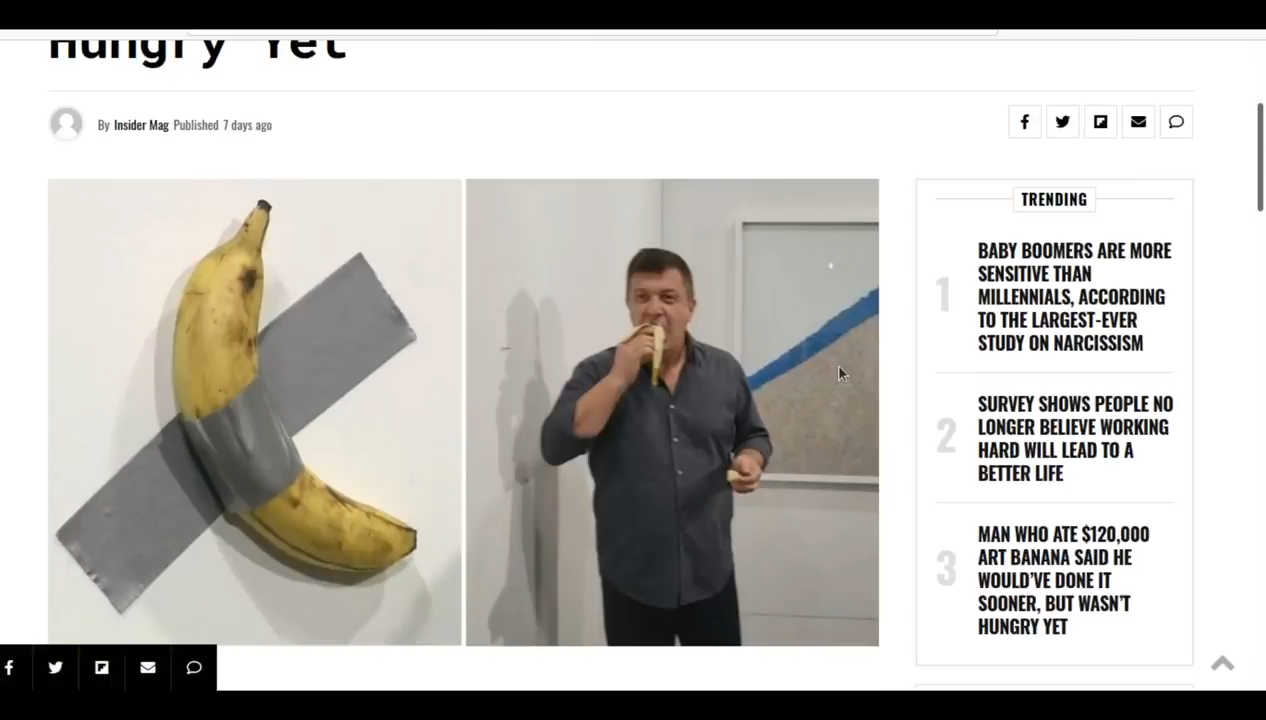 Hungry Yet
By Insider Mag Published 7 days ago
TRENDING
1
BABY BOOMERS ARE MORE
SENSITIVE THAN
MILLENNIALS, ACCORDING
TO THE LARGEST-EVER
STUDY ON NARCISSISM
2
SURVEY SHOWS PEOPLE NO
LONGER BELIEVE WORKING
HARD WILL LEAD TO A
BETTER LIFE
3
MAN WHO ATE $120,000
ART BANANA SAID HE
WOULD'VE DONE IT
SOONER, BUT WASN'T
HUNGRY YET